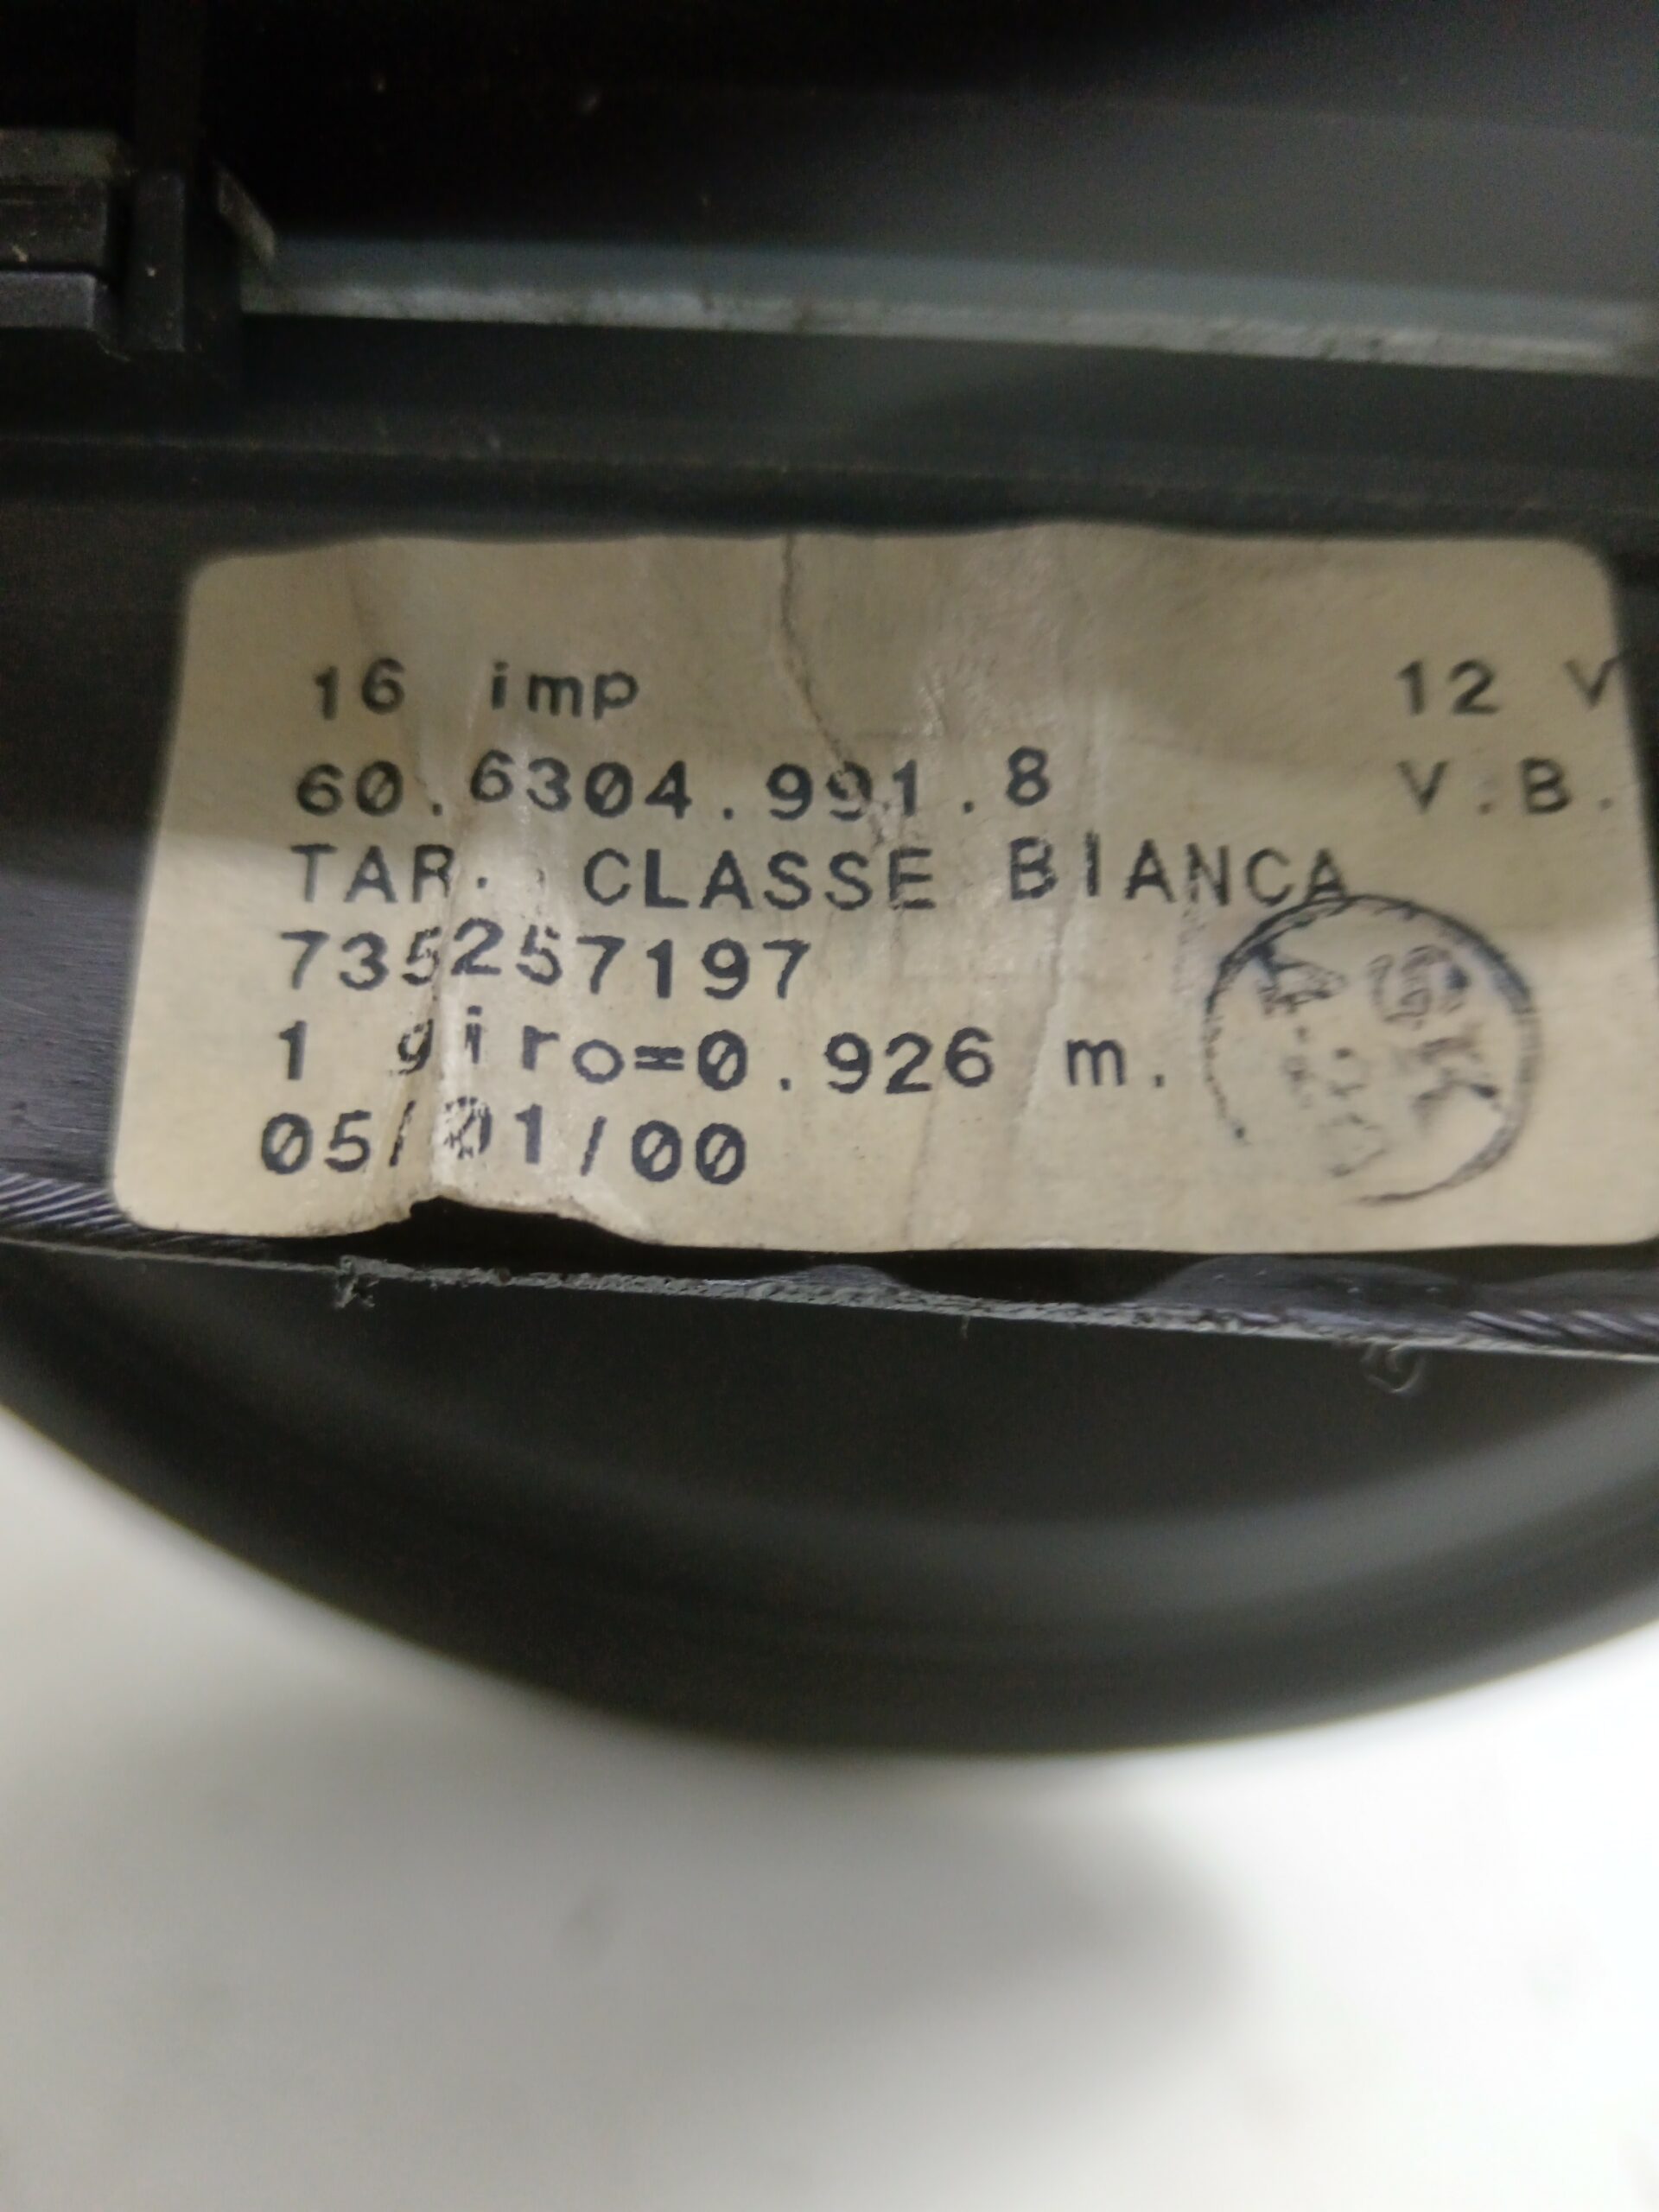 16 imp 12 V
60.6304.991.8 V.B.
TAR. CLASSE BIANCA
735257197
1 giro=0.926 m.
05/01/00